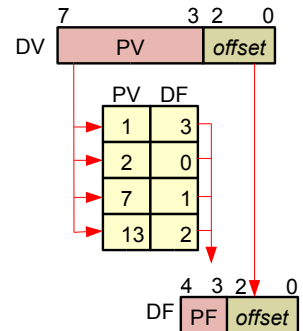 7 3 2 0
DV PV offset
PV DF
1 3
2 0
7 1
13 2
4 3 2 0
DF PF offset